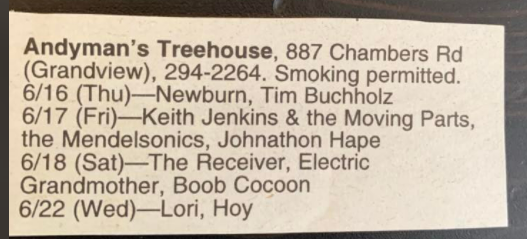 Andyman's Treehouse, 887 Chambers Rd
(Grandview), 294-2264. Smoking permitted.
6/16 (Thu)—Newburn, Tim Buchholz
6/17 (Fri)—Keith Jenkins & the Moving Parts,
the Mendelsonics, Johnathon Hape
6/18 (Sat)—The Receiver, Electric
Grandmother, Boob Cocoon
6/22 (Wed)—Lori, Hoy